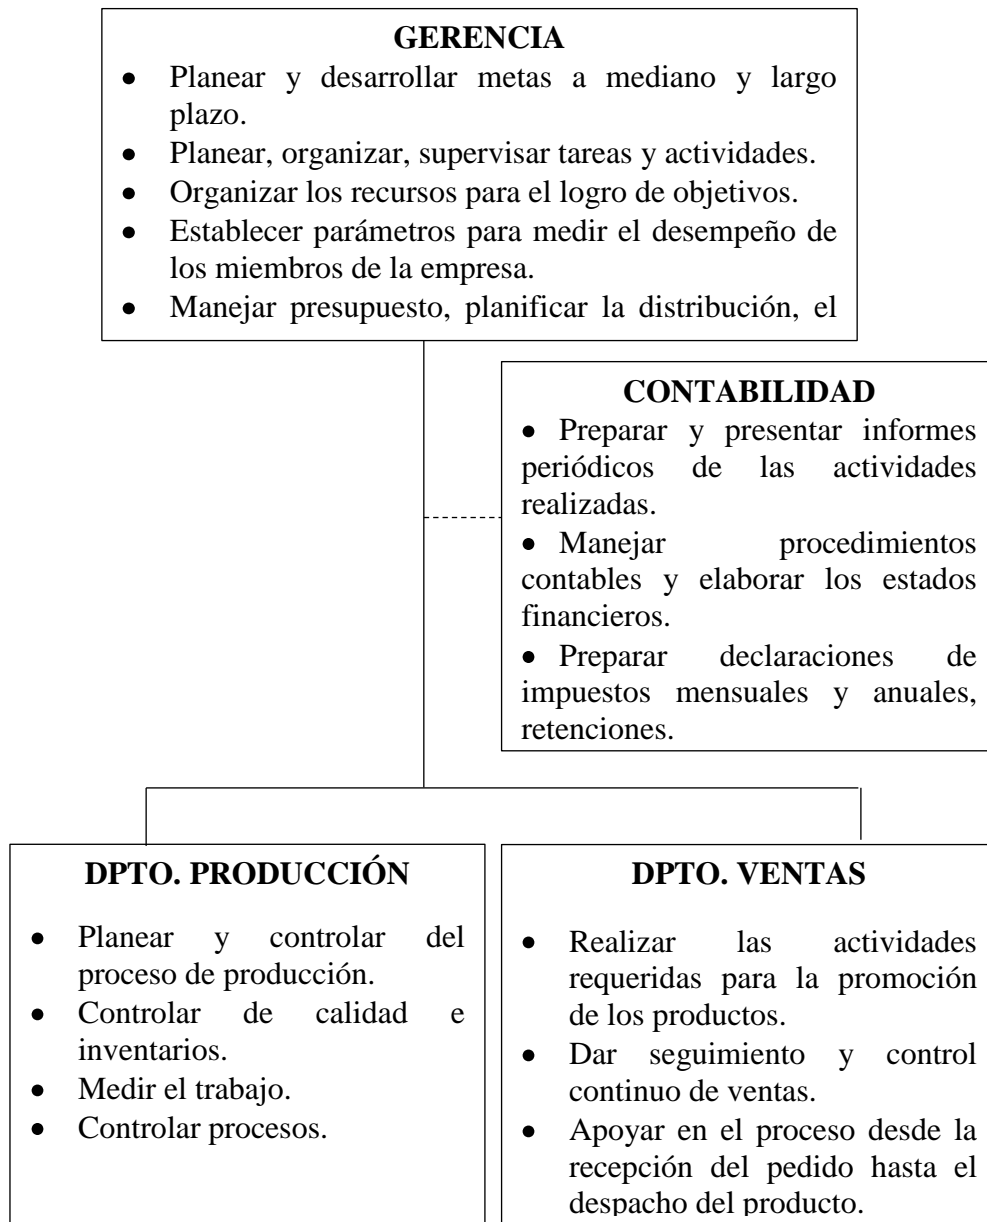 GERENCIA
● Planear y desarrollar metas a mediano y largo
plazo.
● Planear, organizar, supervisar tareas y actividades.
● Organizar los recursos para el logro de objetivos.
● Establecer parámetros para medir el desempeño de
los miembros de la empresa.
● Manejar presupuesto, planificar la distribución, el
CONTABILIDAD
● Preparar y presentar informes
periódicos de las actividades
realizadas.
● Manejar procedimientos
contables y elaborar los estados
financieros.
● Preparar declaraciones de
impuestos mensuales y anuales,
retenciones.
DPTO. PRODUCCIÓN
● Planear y controlar del
proceso de producción.
● Controlar de calidad e
inventarios.
● Medir el trabajo.
● Controlar procesos.
DPTO. VENTAS
● Realizar las actividades
requeridas para la promoción
de los productos.
● Dar seguimiento y control
continuo de ventas.
● Apoyar en el proceso desde la
recepción del pedido hasta el
despacho del producto.